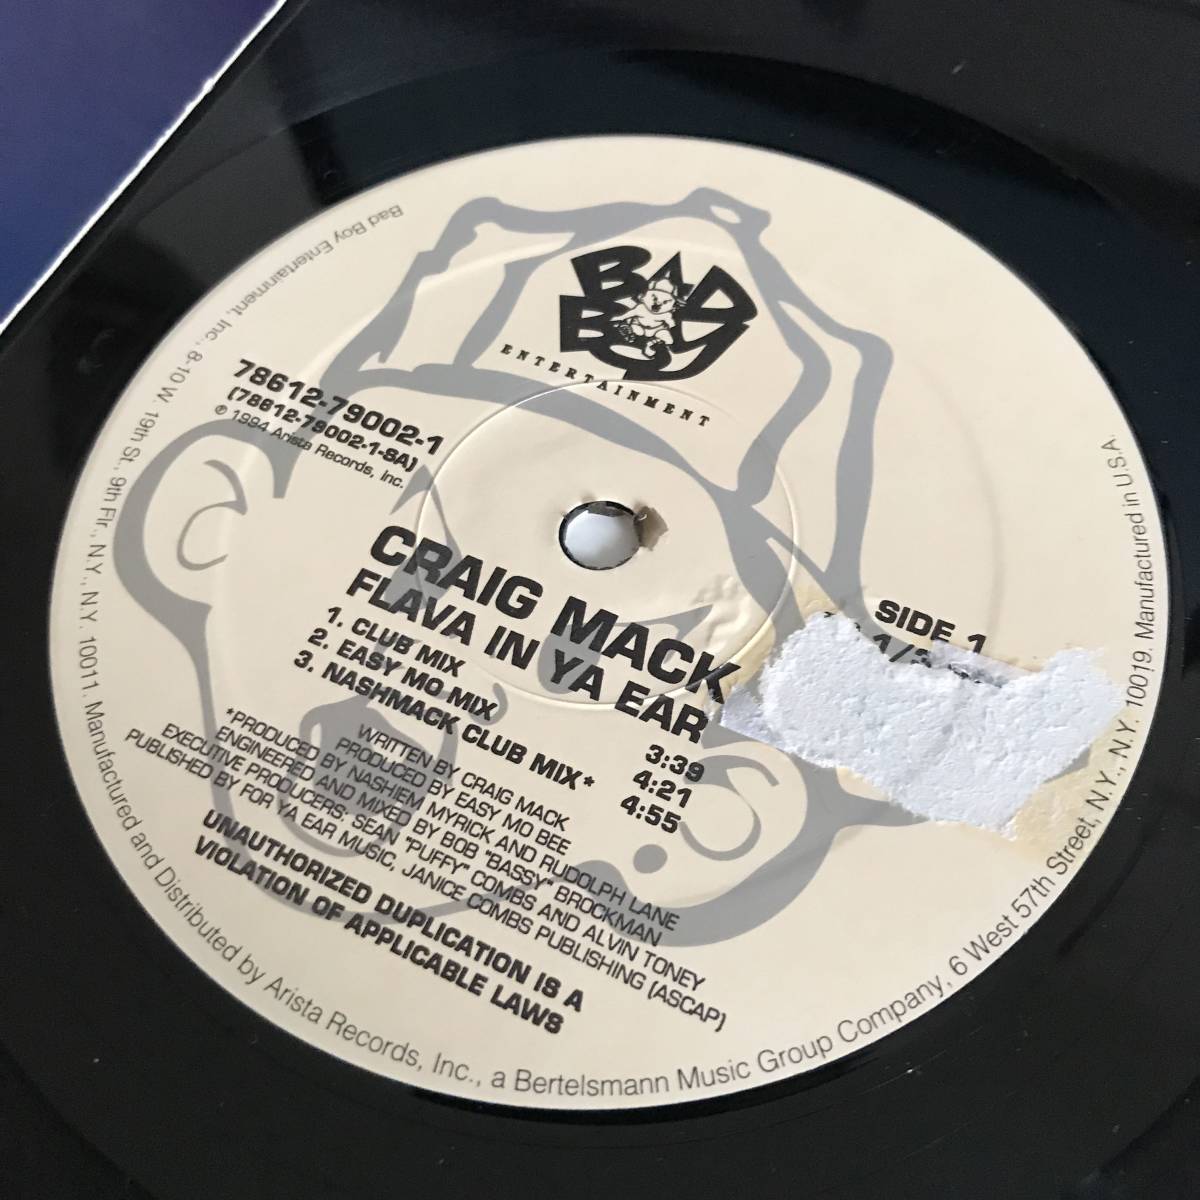 BAD
BOY
ENTERTAINMENT
78612-79002-1
(78612-79002-1-SA)
℗ 1994 Arista Records, Inc.
SIDE 1
CRAIG MACK
FLAVA IN YA EAR
1. CLUB MIX 3:39
2. EASY MO MIX 4:21
3. NASHMACK CLUB MIX* 4:55
WRITTEN BY CRAIG MACK
PRODUCED BY EASY MO BEE
*PRODUCED BY NASHIEM MYRICK AND RUDOLPH LANE
ENGINEERED AND MIXED BY BOB "BASSY" BROCKMAN
EXECUTIVE PRODUCERS: SEAN "PUFFY" COMBS AND ALVIN TONEY
PUBLISHED BY FOR YA EAR MUSIC, JANICE COMBS PUBLISHING (ASCAP)
UNAUTHORIZED DUPLICATION IS A
VIOLATION OF APPLICABLE LAWS
Bad Boy Entertainment, Inc., 8-10 W. 19th St., 9th Flr., N.Y., N.Y. 10011. Manufactured and Distributed by Arista Records, Inc., a Bertelsmann Music Group Company, 6 West 57th Street, N.Y., N.Y. 10019. Manufactured in U.S.A.